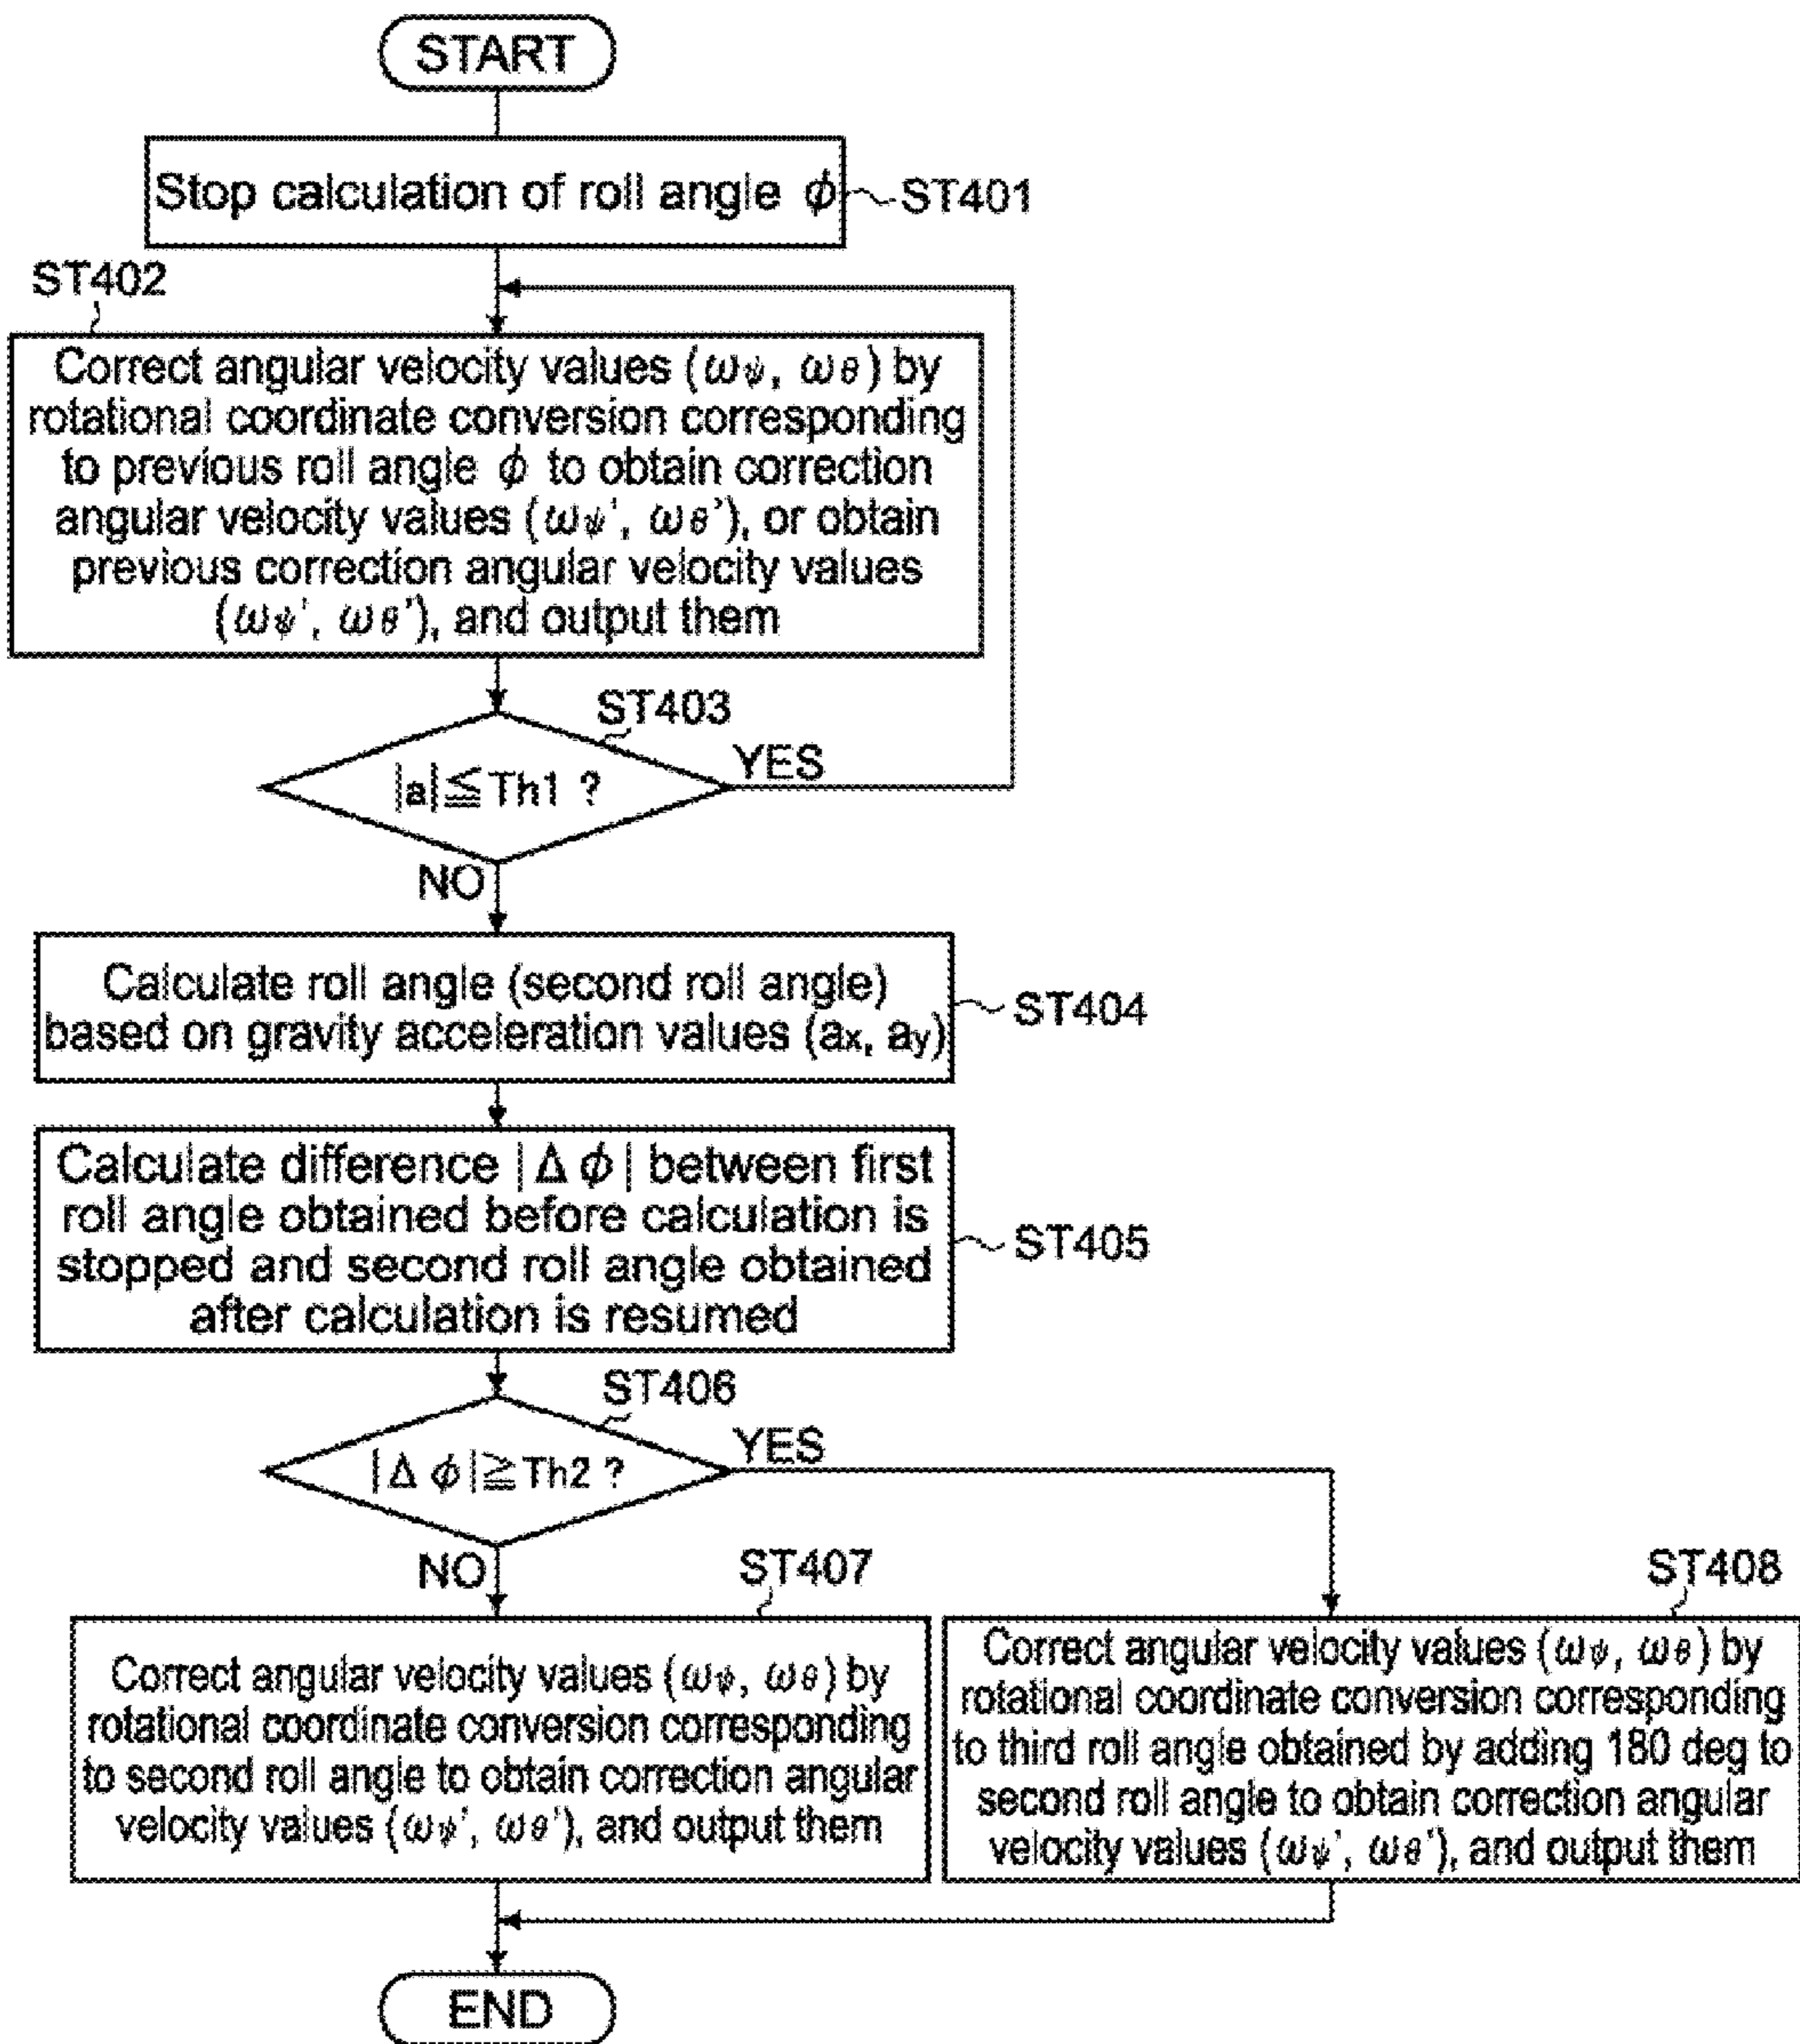 START
Stop calculation of roll angle ϕ
ST401
ST402
Correct angular velocity values (ωψ, ωθ) by
rotational coordinate conversion corresponding
to previous roll angle ϕ to obtain correction
angular velocity values (ωψ', ωθ'), or obtain
previous correction angular velocity values
(ωψ', ωθ'), and output them
ST403
|a|≦Th1 ?
YES
NO
Calculate roll angle (second roll angle)
based on gravity acceleration values (ax, ay)
ST404
Calculate difference |Δϕ| between first
roll angle obtained before calculation is
stopped and second roll angle obtained
after calculation is resumed
ST405
ST406
|Δϕ|≧Th2 ?
YES
NO
ST407
Correct angular velocity values (ωψ, ωθ) by
rotational coordinate conversion corresponding
to second roll angle to obtain correction angular
velocity values (ωψ', ωθ'), and output them
ST408
Correct angular velocity values (ωψ, ωθ) by
rotational coordinate conversion corresponding
to third roll angle obtained by adding 180 deg to
second roll angle to obtain correction angular
velocity values (ωψ', ωθ'), and output them
END